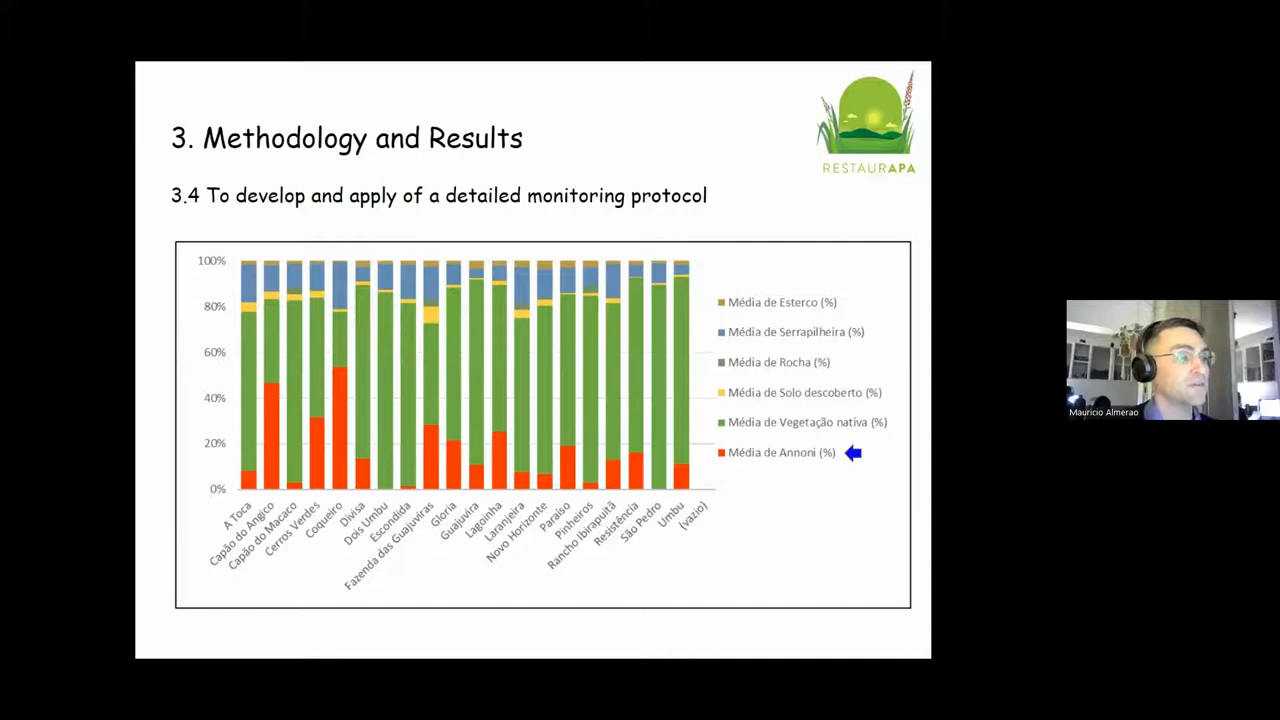 RESTAURAPA
3. Methodology and Results
3.4 To develop and apply of a detailed monitoring protocol
100%
80%
60%
40%
20%
0%
Média de Esterco (%)
Média de Serrapilheira (%)
Média de Rocha (%)
Média de Solo descoberto (%)
Média de Vegetação nativa (%)
Média de Annoni (%)
A Toca
Capão do Angico
Capão do Macaco
Cerros Verdes
Coqueiro
Divisa
Dois Umbu
Escondida
Fazenda das Guajuviras
Gloria
Guajuvira
Lagoinha
Laranjeira
Novo Horizonte
Paraíso
Pinheiros
Rancho Ibirapuitã
Resistência
São Pedro
Umbu
(vazio)
Mauricio Almerao